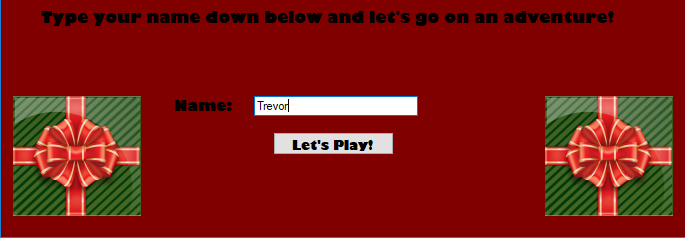 Type your name down below and let's go on an adventure!
Name: Trevor
Let's Play!